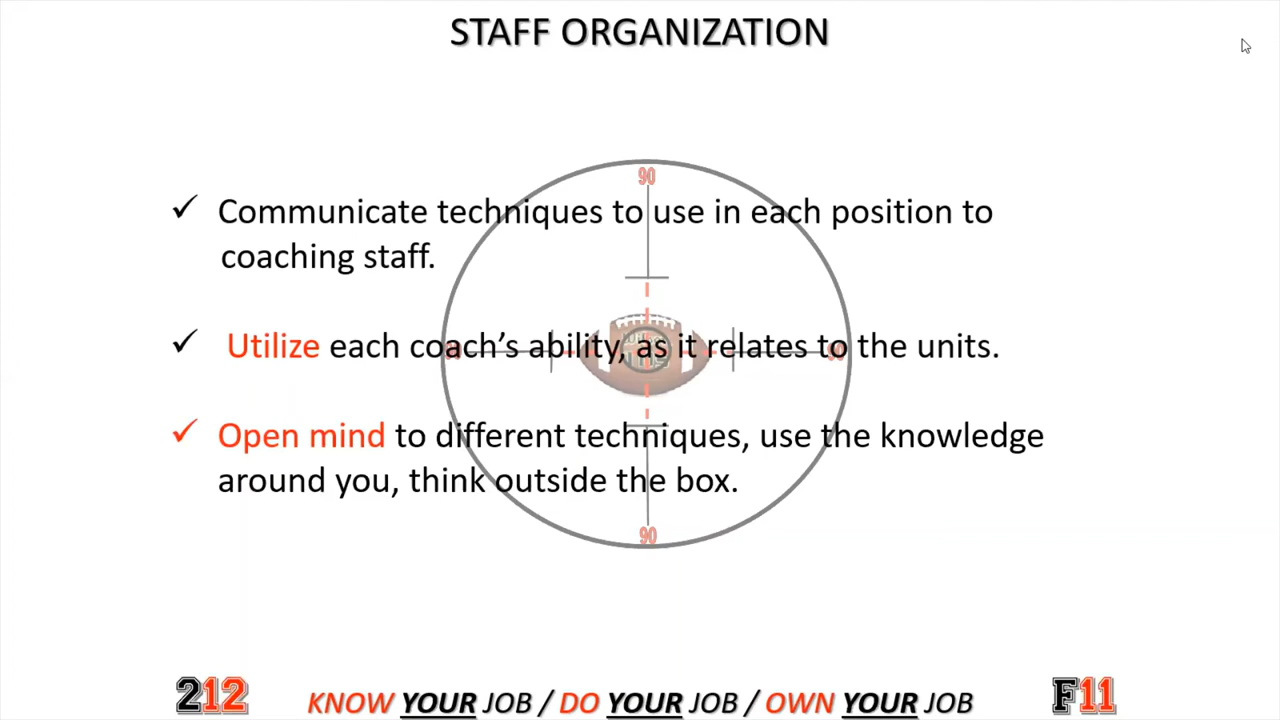 STAFF ORGANIZATION
90
✓ Communicate techniques to use in each position to
coaching staff.
✓ Utilize each coach’s ability, as it relates to the units.
✓ Open mind to different techniques, use the knowledge
around you, think outside the box.
90
212
KNOW YOUR JOB / DO YOUR JOB / OWN YOUR JOB
F11